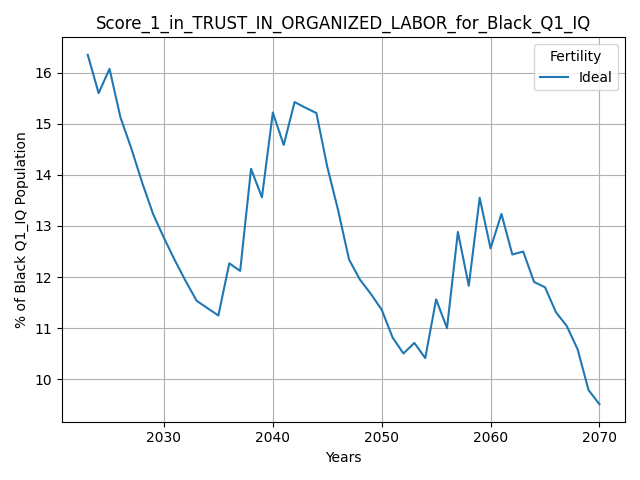 Score_1_in_TRUST_IN_ORGANIZED_LABOR_for_Black_Q1_IQ
Fertility
Ideal
% of Black Q1_IQ Population
16
15
14
13
12
11
10
2030
2040
2050
2060
2070
Years